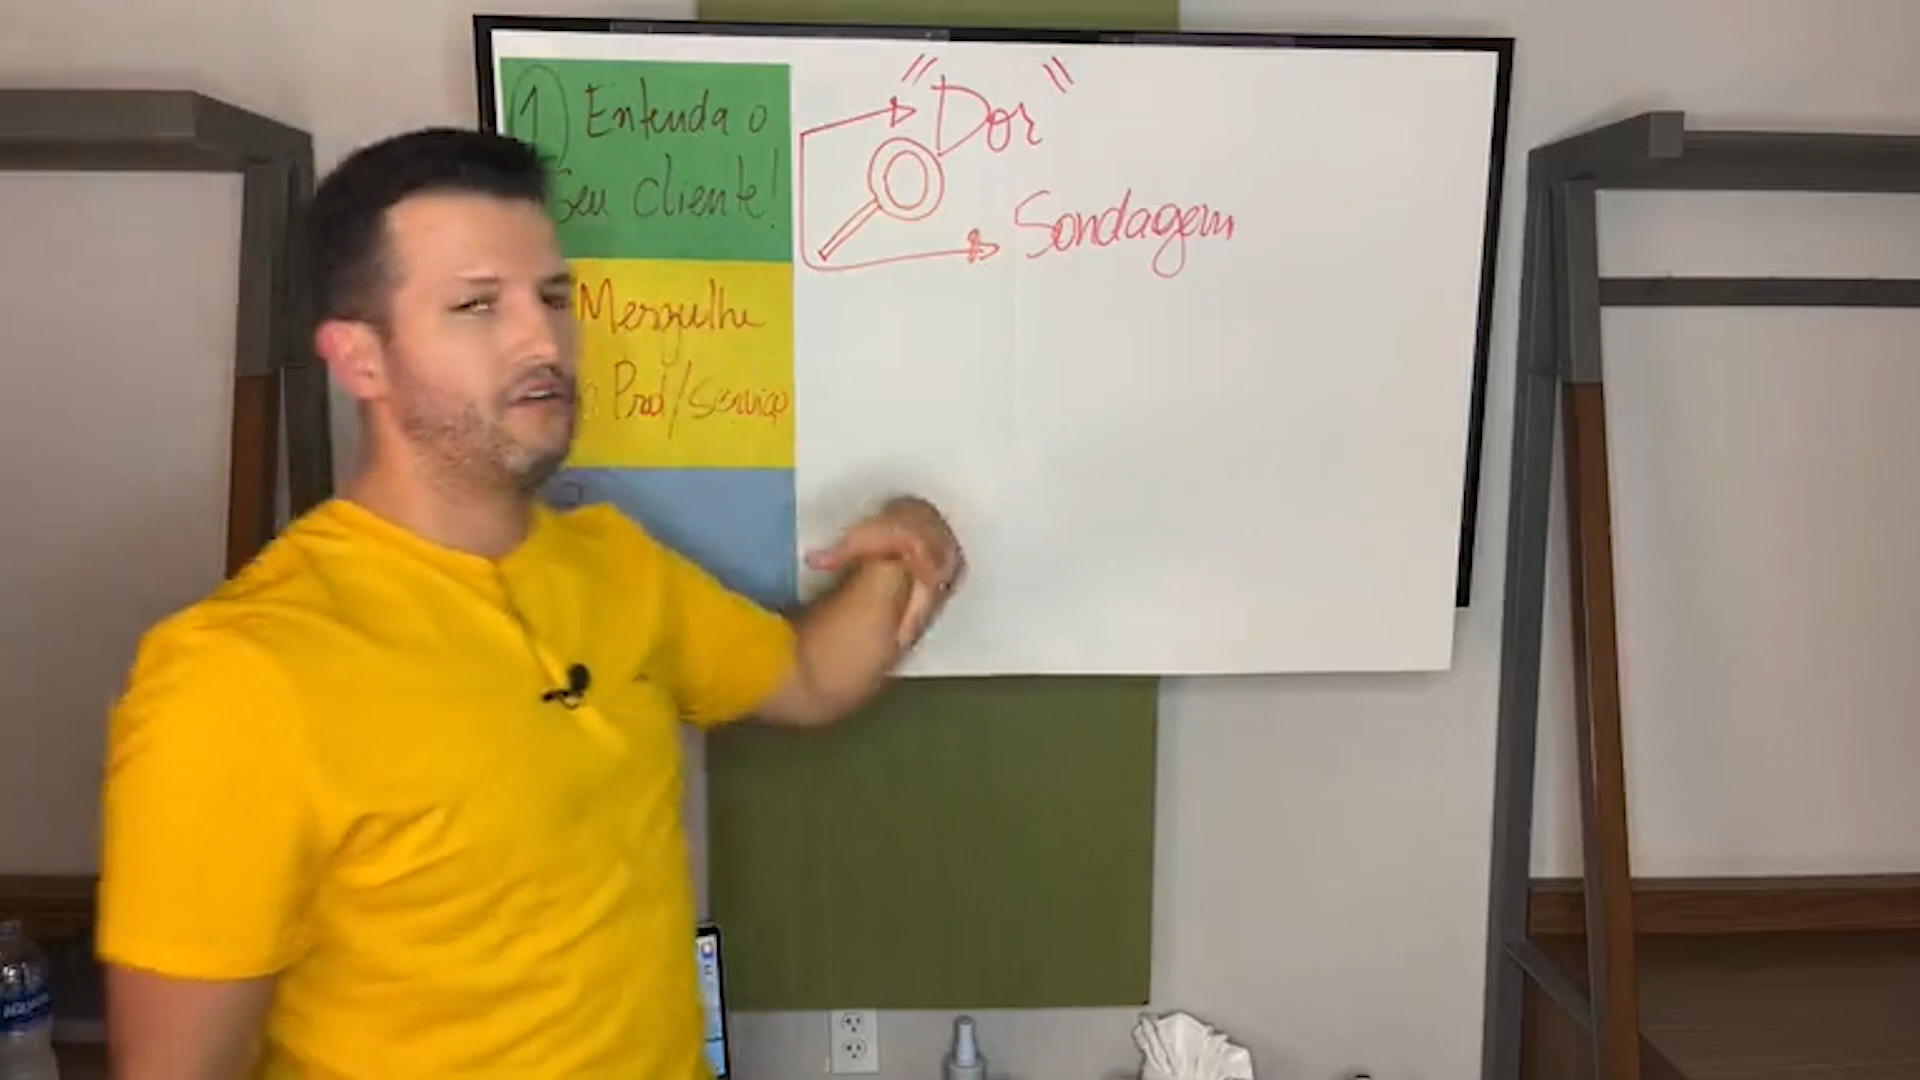 1) Entenda o
Seu cliente!
"Dor"
Sondagem
Mergulhe
o Prod/Serviço